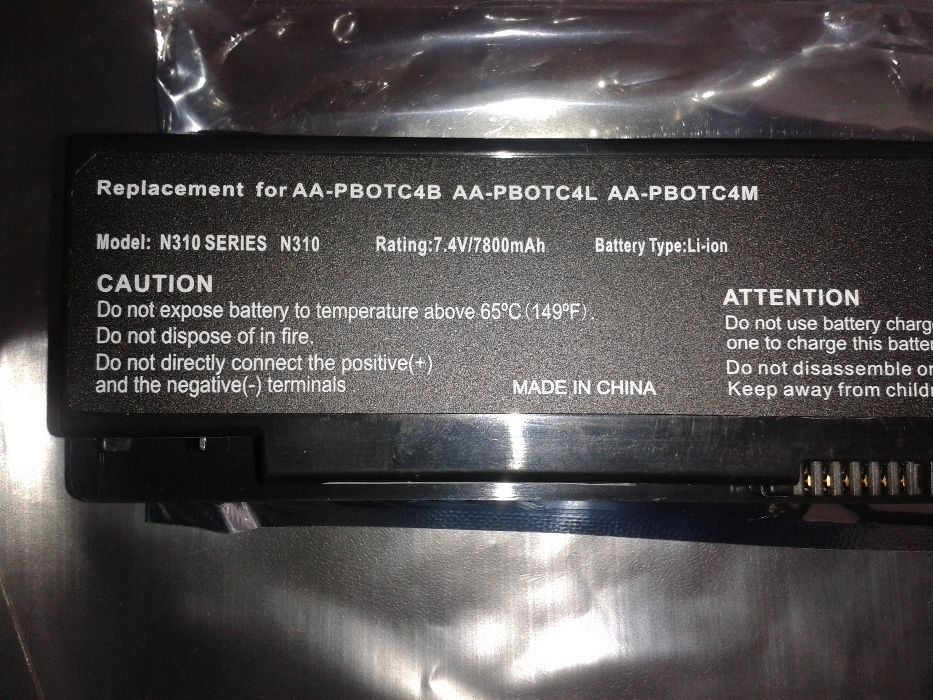 Replacement for AA-PBOTC4B AA-PBOTC4L AA-PBOTC4M
Model: N310 SERIES N310 Rating:7.4V/7800mAh Battery Type:Li-ion
CAUTION
Do not expose battery to temperature above 65ºC(149ºF).
Do not dispose of in fire.
Do not directly connect the positive(+)
and the negative(-) terminals
MADE IN CHINA
ATTENTION
Do not use battery charg
one to charge this batter
Do not disassemble or
Keep away from childr